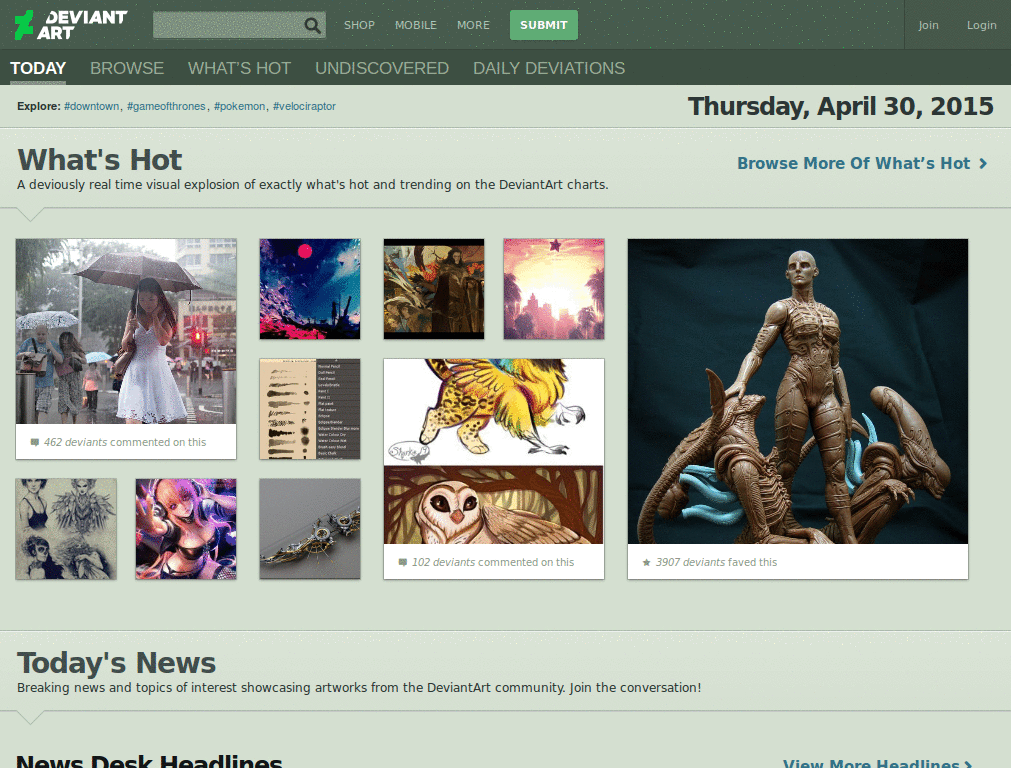 DEVIANT
ART
SHOP MOBILE MORE SUBMIT Join Login
TODAY BROWSE WHAT'S HOT UNDISCOVERED DAILY DEVIATIONS
Explore: #downtown, #gameofthrones, #pokemon, #velociraptor
Thursday, April 30, 2015
What's Hot
Browse More Of What’s Hot
A deviously real time visual explosion of exactly what's hot and trending on the DeviantArt charts.
462 deviants commented on this
102 deviants commented on this
3907 deviants faved this
Today's News
Breaking news and topics of interest showcasing artworks from the DeviantArt community. Join the conversation!
News Desk Headlines
View More Headlines